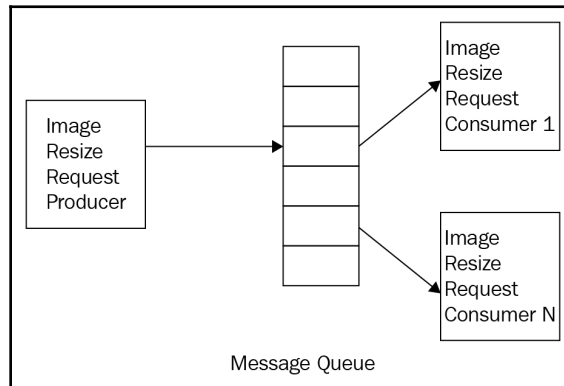 Image
Resize
Request
Producer
Image
Resize
Request
Consumer 1
Image
Resize
Request
Consumer N
Message Queue